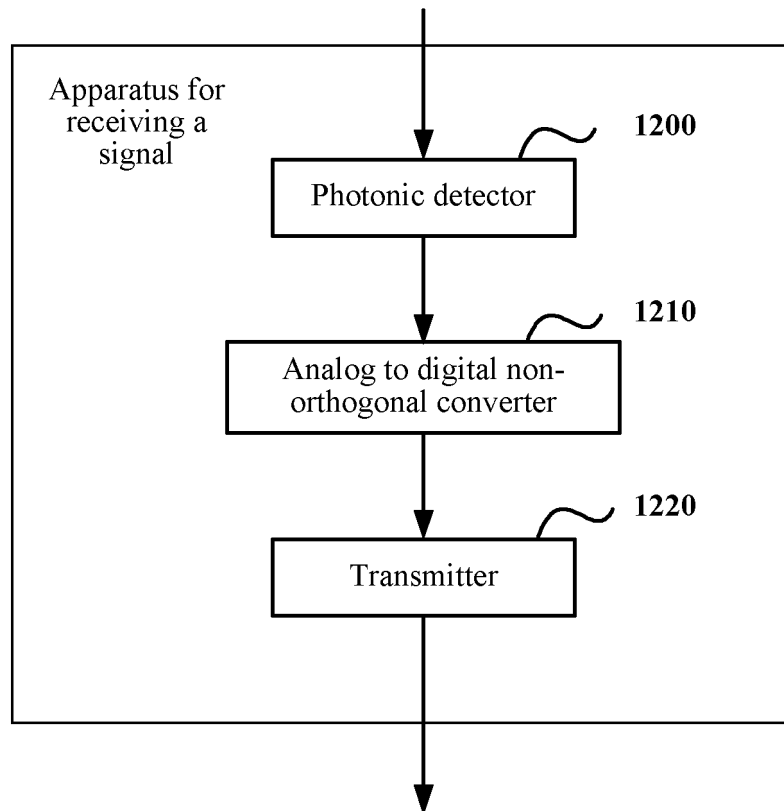 Apparatus for
receiving a
signal
1200
Photonic detector
1210
Analog to digital non-
orthogonal converter
1220
Transmitter